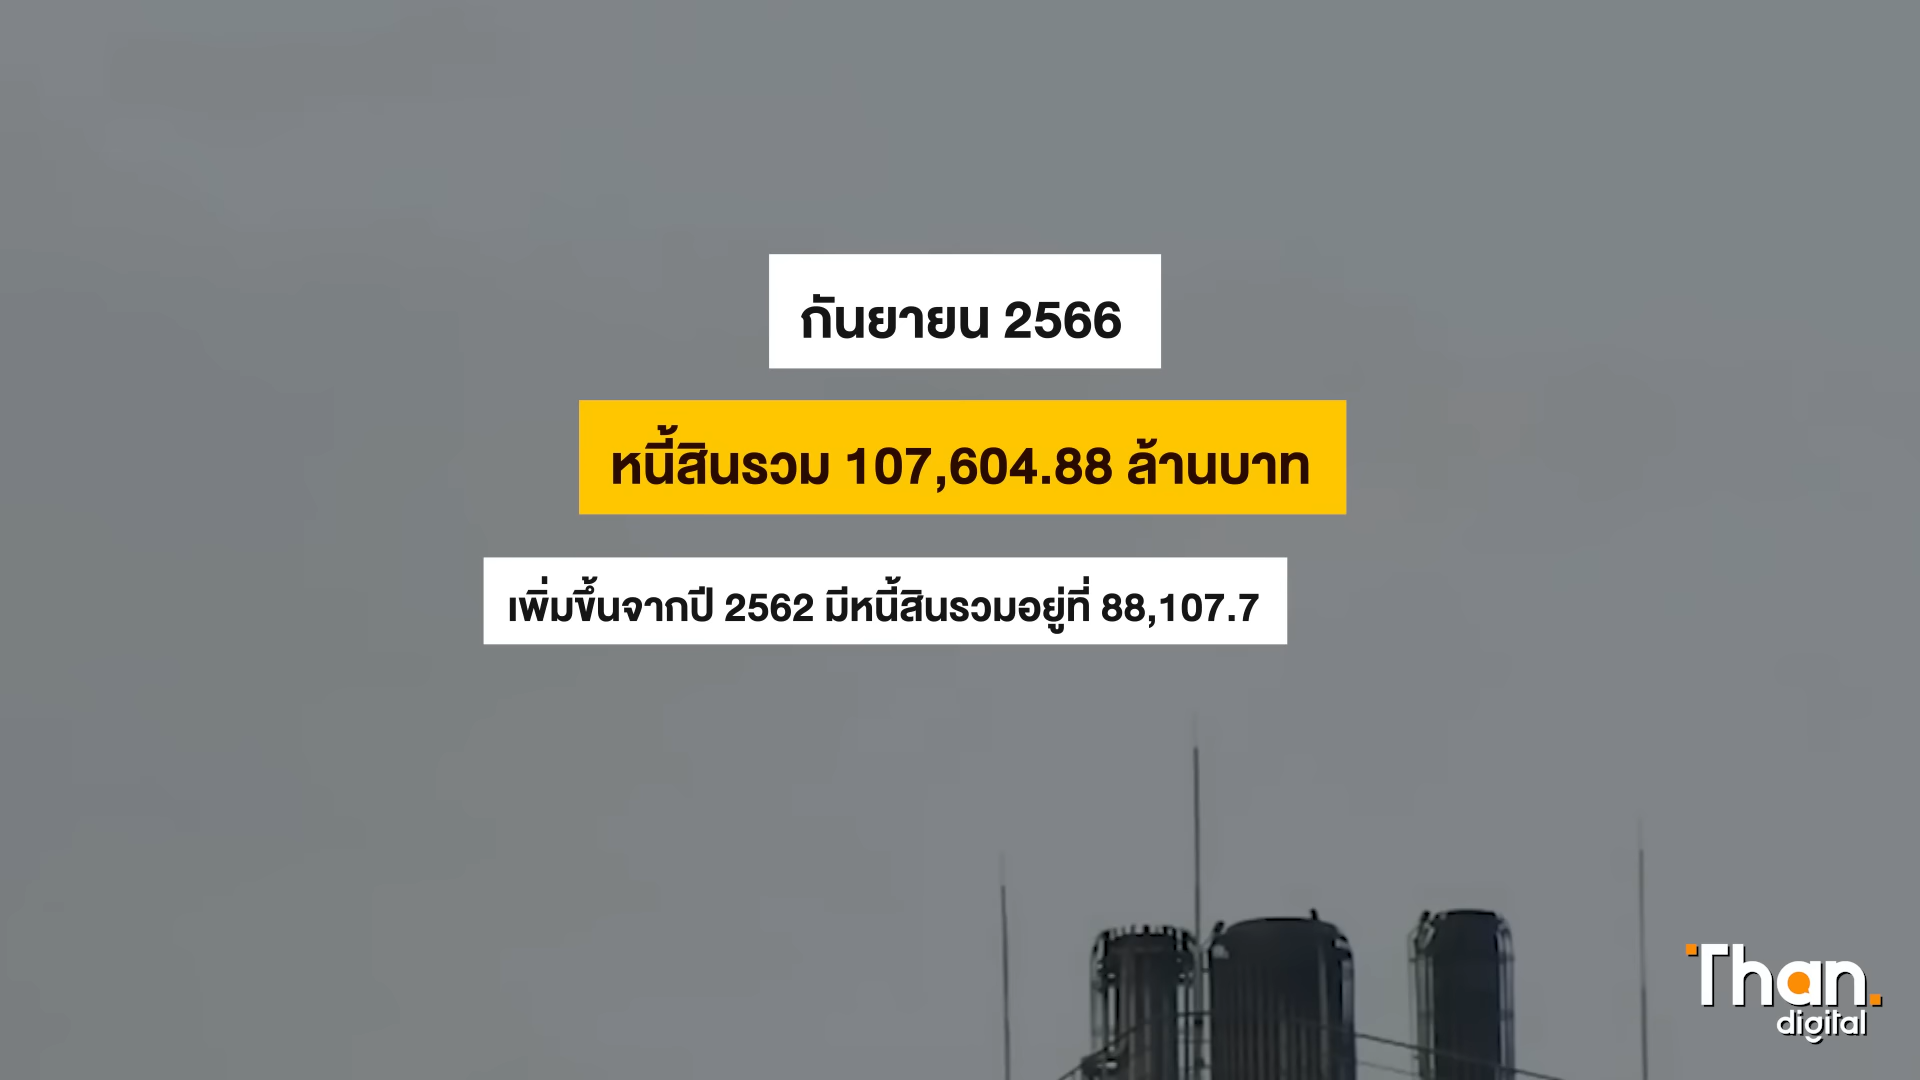 กันยายน 2566
หนี้สินรวม 107,604.88 ล้านบาท
เพิ่มขึ้นจากปี 2562 มีหนี้สินรวมอยู่ที่ 88,107.7
Than.
digital